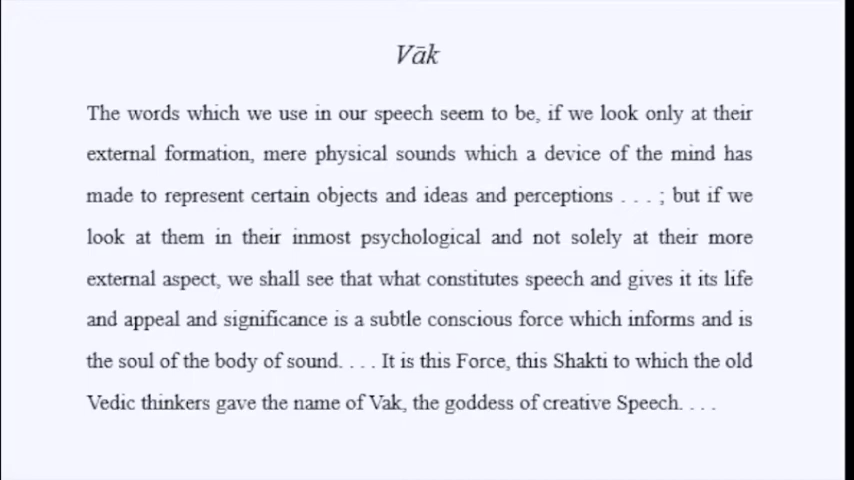 Vāk
The words which we use in our speech seem to be, if we look only at their
external formation, mere physical sounds which a device of the mind has
made to represent certain objects and ideas and perceptions . . . ; but if we
look at them in their inmost psychological and not solely at their more
external aspect, we shall see that what constitutes speech and gives it its life
and appeal and significance is a subtle conscious force which informs and is
the soul of the body of sound. . . . It is this Force, this Shakti to which the old
Vedic thinkers gave the name of Vak, the goddess of creative Speech. . . .